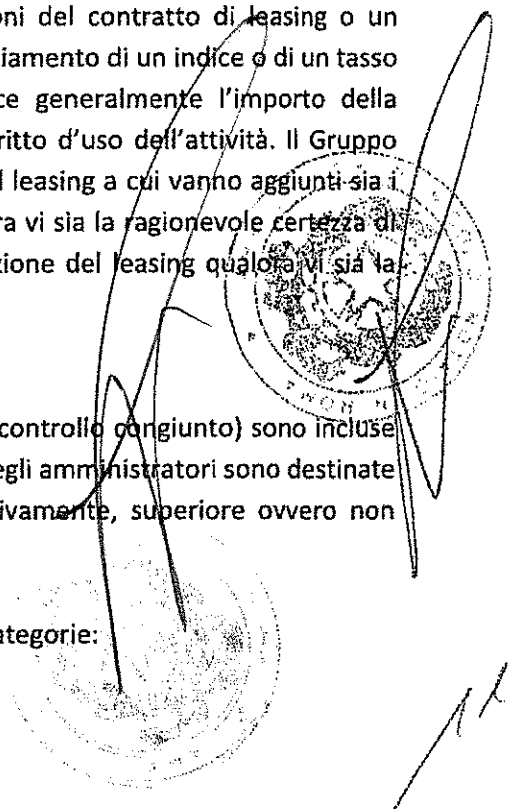 oni del contratto di leasing o un
iamento di un indice o di un tasso
ce generalmente l'importo della
ritto d'uso dell'attività. Il Gruppo
l leasing a cui vanno aggiunti sia i
ra vi sia la ragionevole certezza di
zione del leasing qualora vi sia la
controllo congiunto) sono incluse
egli amministratori sono destinate
ivamente, superiore ovvero non
ategorie:
ROMA